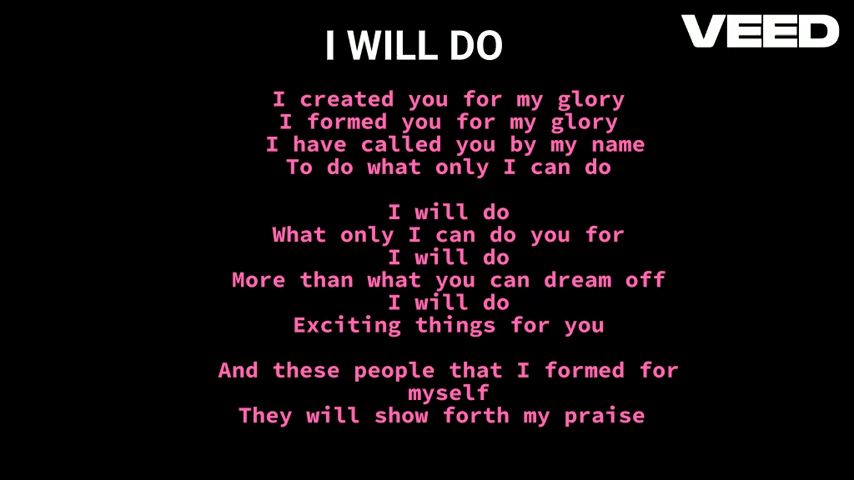 I WILL DO
VEED
I created you for my glory
I formed you for my glory
I have called you by my name
To do what only I can do
I will do
What only I can do you for
I will do
More than what you can dream off
I will do
Exciting things for you
And these people that I formed for
myself
They will show forth my praise